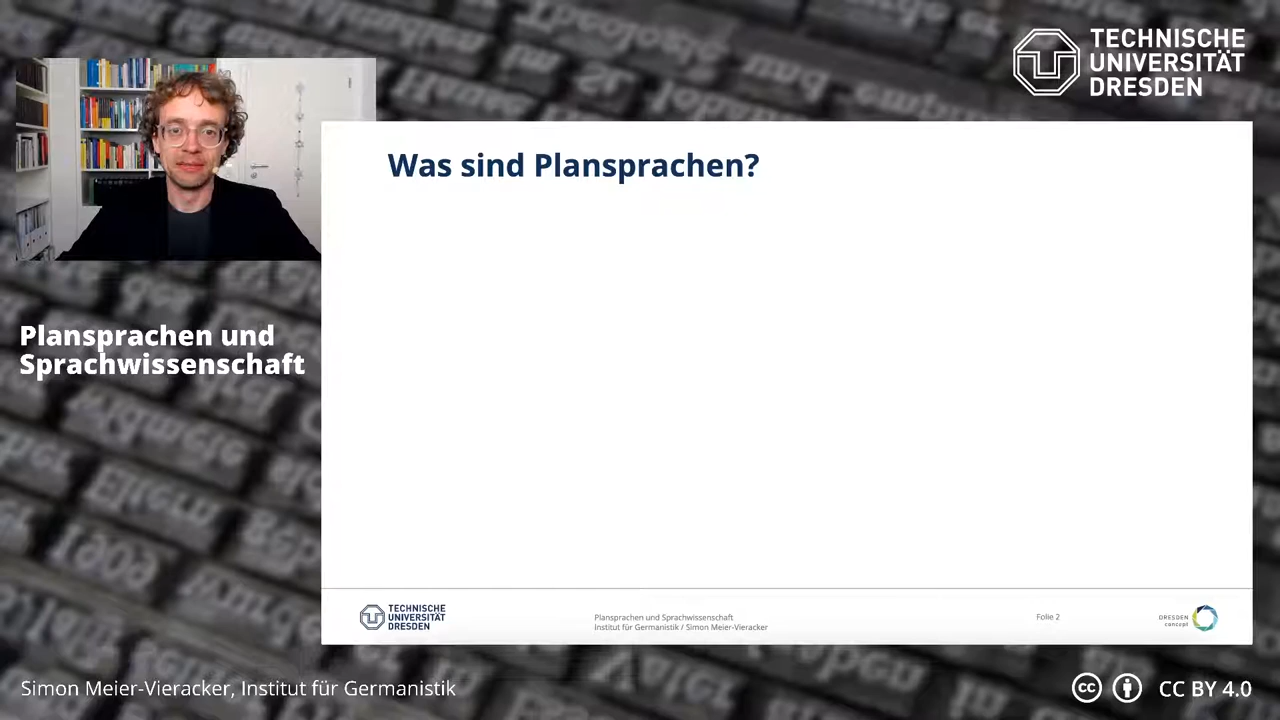 TECHNISCHE
UNIVERSITÄT
DRESDEN
Was sind Plansprachen?
Plansprachen und
Sprachwissenschaft
TECHNISCHE
UNIVERSITÄT
DRESDEN
Plansprachen und Sprachwissenschaft
Institut für Germanistik / Simon Meier-Vieracker
Folie 2
DRESDEN
concept
Simon Meier-Vieracker, Institut für Germanistik
cc
CC BY 4.0